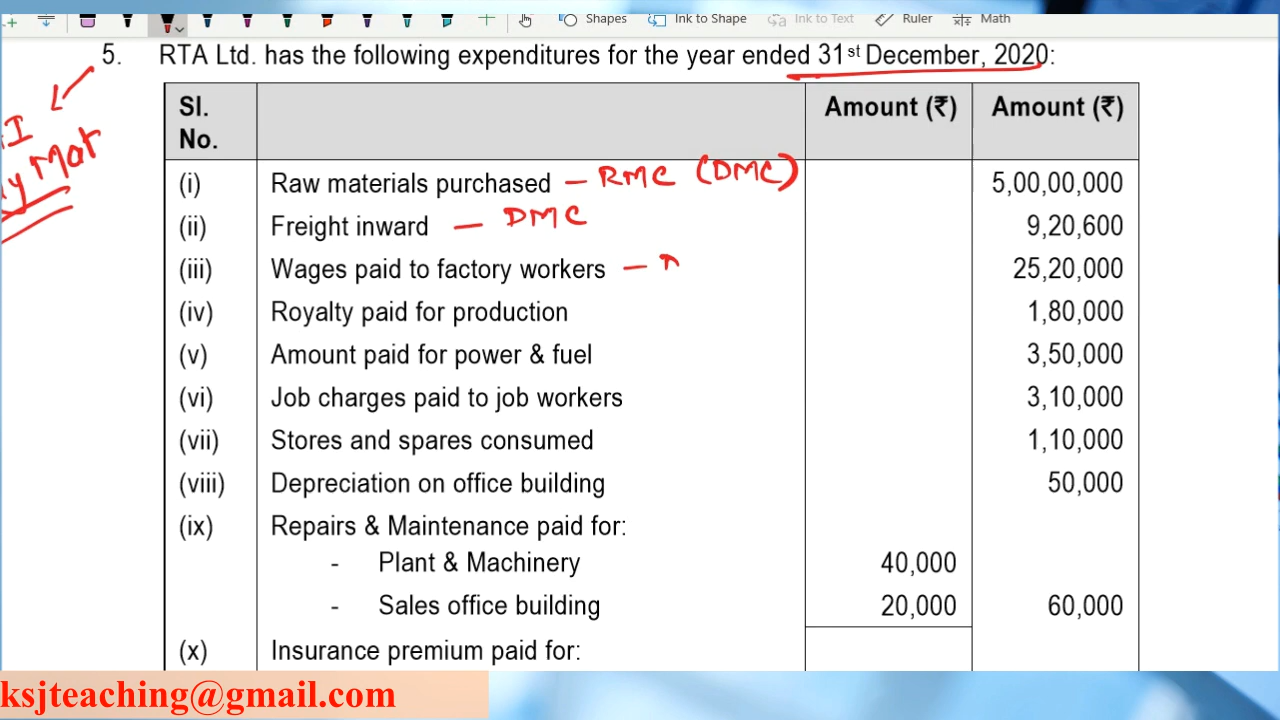 Shapes Ink to Shape Ink to Text Ruler Math
5. RTA Ltd. has the following expenditures for the year ended 31st December, 2020:
Sl. No. Amount (₹) Amount (₹)
(i) Raw materials purchased – RMC (DMC) 5,00,00,000
(ii) Freight inward – DMC 9,20,600
(iii) Wages paid to factory workers – 25,20,000
(iv) Royalty paid for production 1,80,000
(v) Amount paid for power & fuel 3,50,000
(vi) Job charges paid to job workers 3,10,000
(vii) Stores and spares consumed 1,10,000
(viii) Depreciation on office building 50,000
(ix) Repairs & Maintenance paid for:
- Plant & Machinery 40,000
- Sales office building 20,000 60,000
(x) Insurance premium paid for:
Mat
ksjteaching@gmail.com